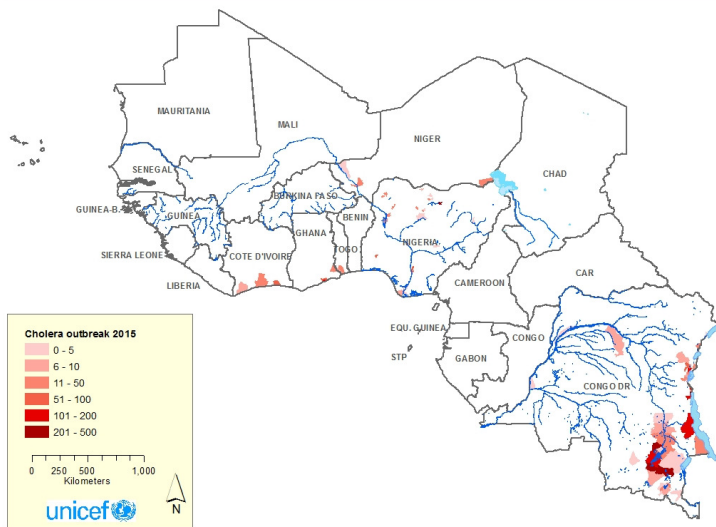 MAURITANIA
MALI
NIGER
CHAD
SENEGAL
BURKINA FASO
GUINEA-B.
GUINEA
BENIN
GHANA
TOGO
NIGERIA
SIERRA LEONE
COTE D'IVOIRE
LIBERIA
CAMEROON
CAR
EQU. GUINEA
CONGO
STP
GABON
CONGO DR
Cholera outbreak 2015
0 - 5
6 - 10
11 - 50
51 - 100
101 - 200
201 - 500
0 250 500 1,000
Kilometers
unicef
N